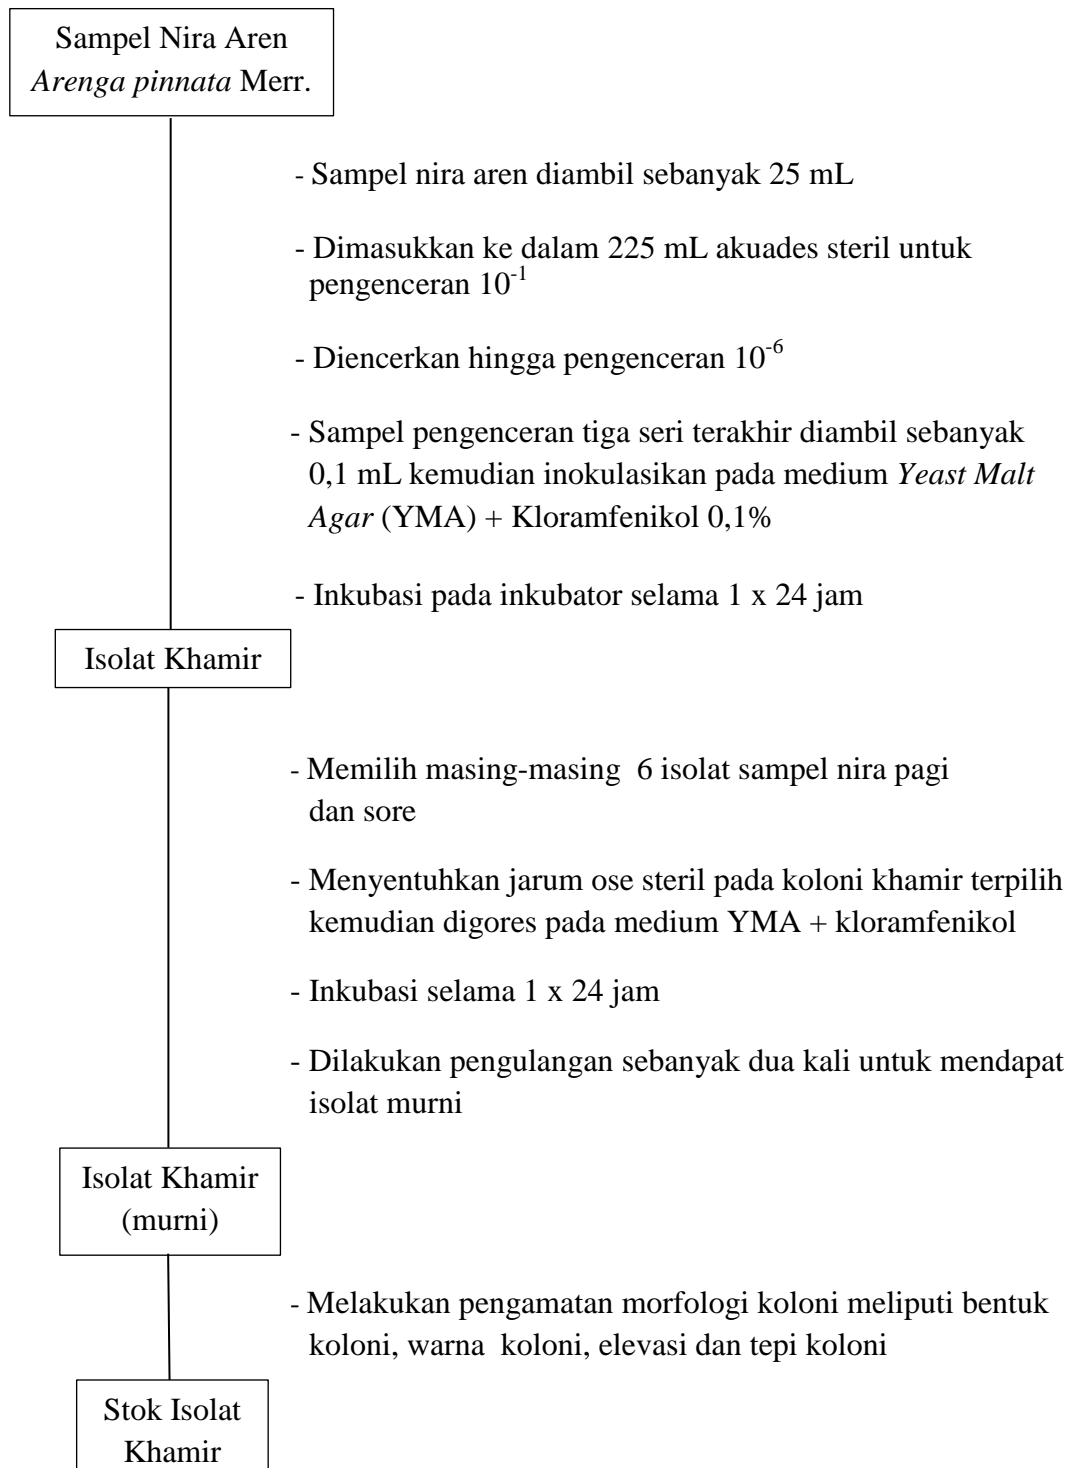 Sampel Nira Aren
Arenga pinnata Merr.
- Sampel nira aren diambil sebanyak 25 mL
- Dimasukkan ke dalam 225 mL akuades steril untuk
pengenceran 10⁻¹
- Diencerkan hingga pengenceran 10⁻⁶
- Sampel pengenceran tiga seri terakhir diambil sebanyak
0,1 mL kemudian inokulasikan pada medium Yeast Malt
Agar (YMA) + Kloramfenikol 0,1%
- Inkubasi pada inkubator selama 1 x 24 jam
Isolat Khamir
- Memilih masing-masing 6 isolat sampel nira pagi
dan sore
- Menyentuhkan jarum ose steril pada koloni khamir terpilih
kemudian digores pada medium YMA + kloramfenikol
- Inkubasi selama 1 x 24 jam
- Dilakukan pengulangan sebanyak dua kali untuk mendapat
isolat murni
Isolat Khamir
(murni)
- Melakukan pengamatan morfologi koloni meliputi bentuk
koloni, warna koloni, elevasi dan tepi koloni
Stok Isolat
Khamir